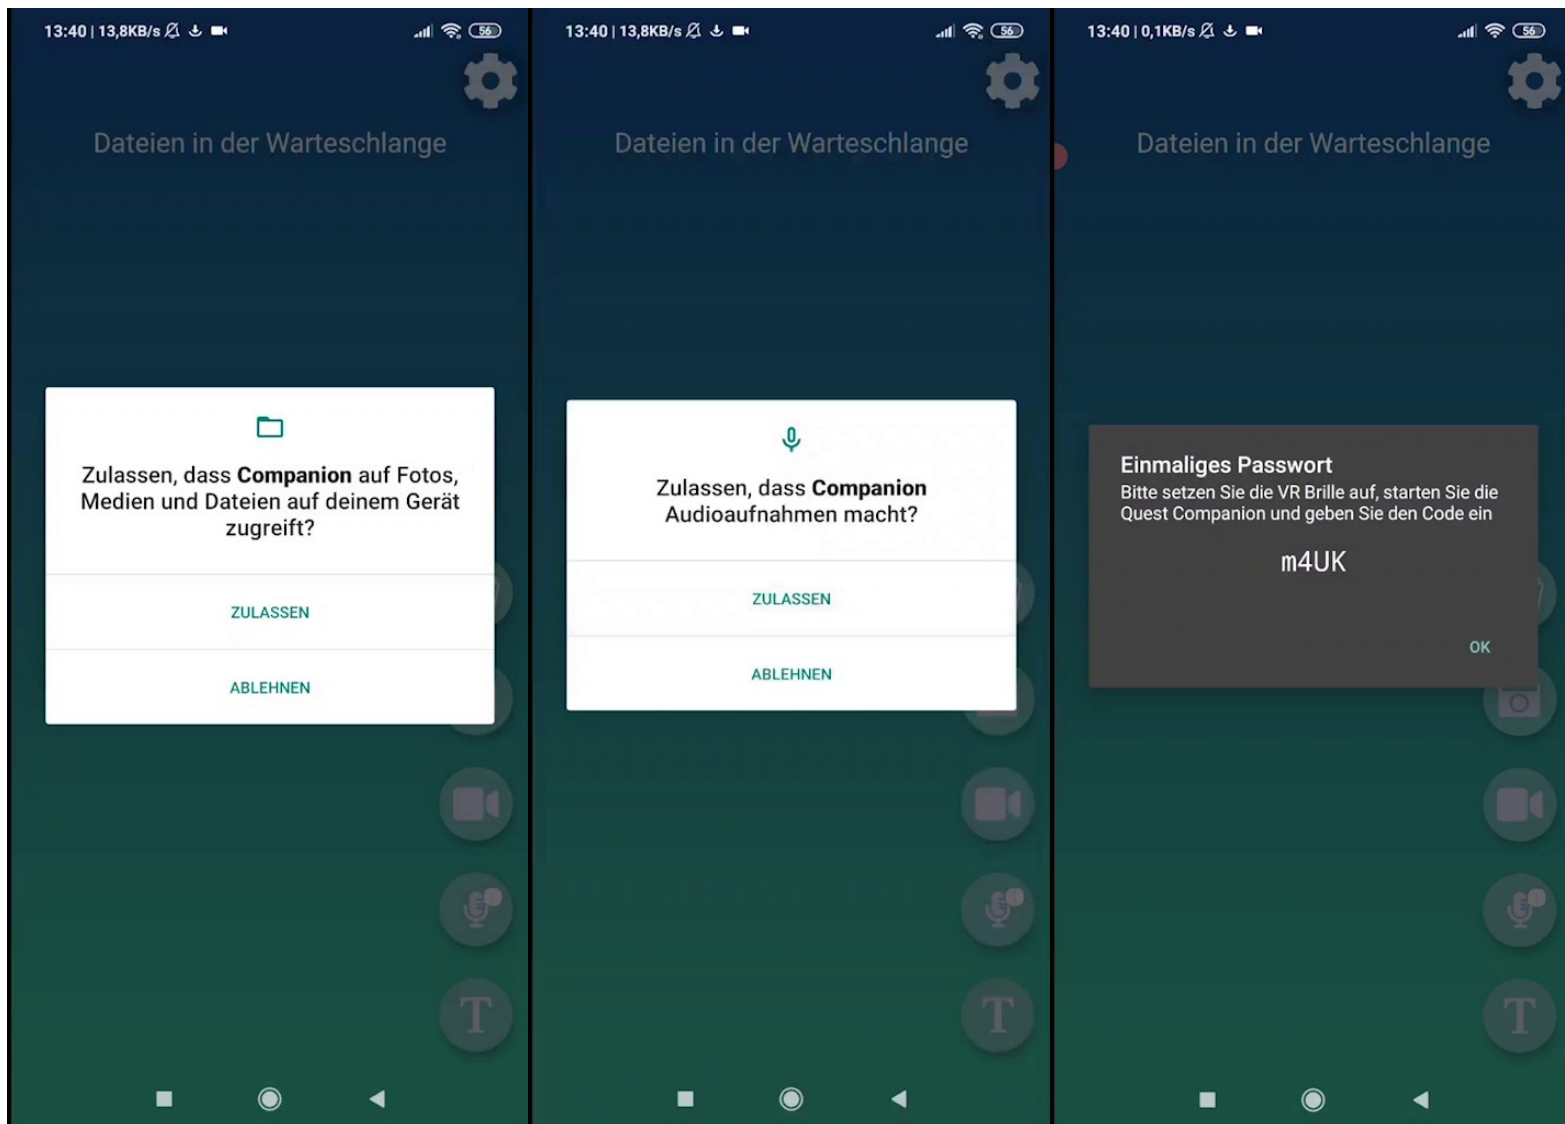 13:40 | 13,8KB/s
56
Dateien in der Warteschlange
Zulassen, dass Companion auf Fotos,
Medien und Dateien auf deinem Gerät
zugreift?
ZULASSEN
ABLEHNEN
T
13:40 | 13,8KB/s
56
Dateien in der Warteschlange
Zulassen, dass Companion
Audioaufnahmen macht?
ZULASSEN
ABLEHNEN
T
13:40 | 0,1KB/s
56
Dateien in der Warteschlange
Einmaliges Passwort
Bitte setzen Sie die VR Brille auf, starten Sie die
Quest Companion und geben Sie den Code ein
m4UK
OK
T